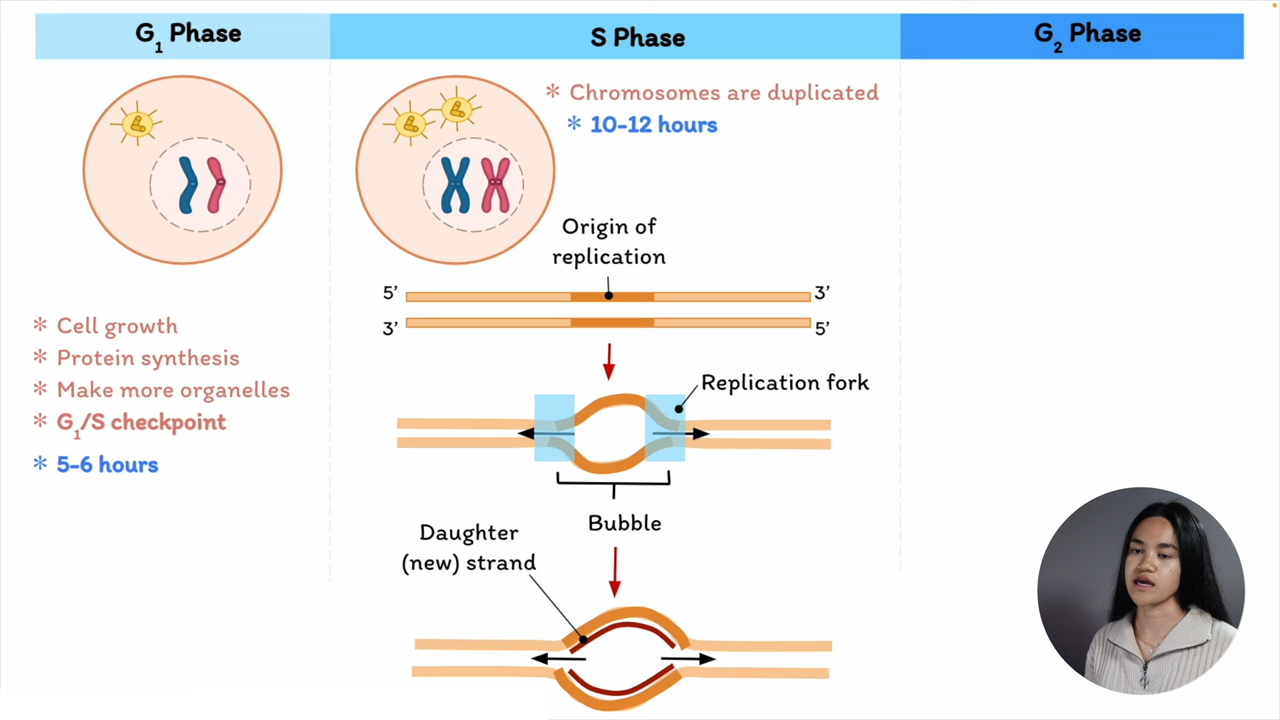 G₁ Phase
S Phase
G₂ Phase
* Chromosomes are duplicated
* 10-12 hours
Origin of
replication
5’ 3’
3’ 5’
* Cell growth
* Protein synthesis
* Make more organelles
* G₁/S checkpoint
* 5-6 hours
Replication fork
Bubble
Daughter
(new) strand